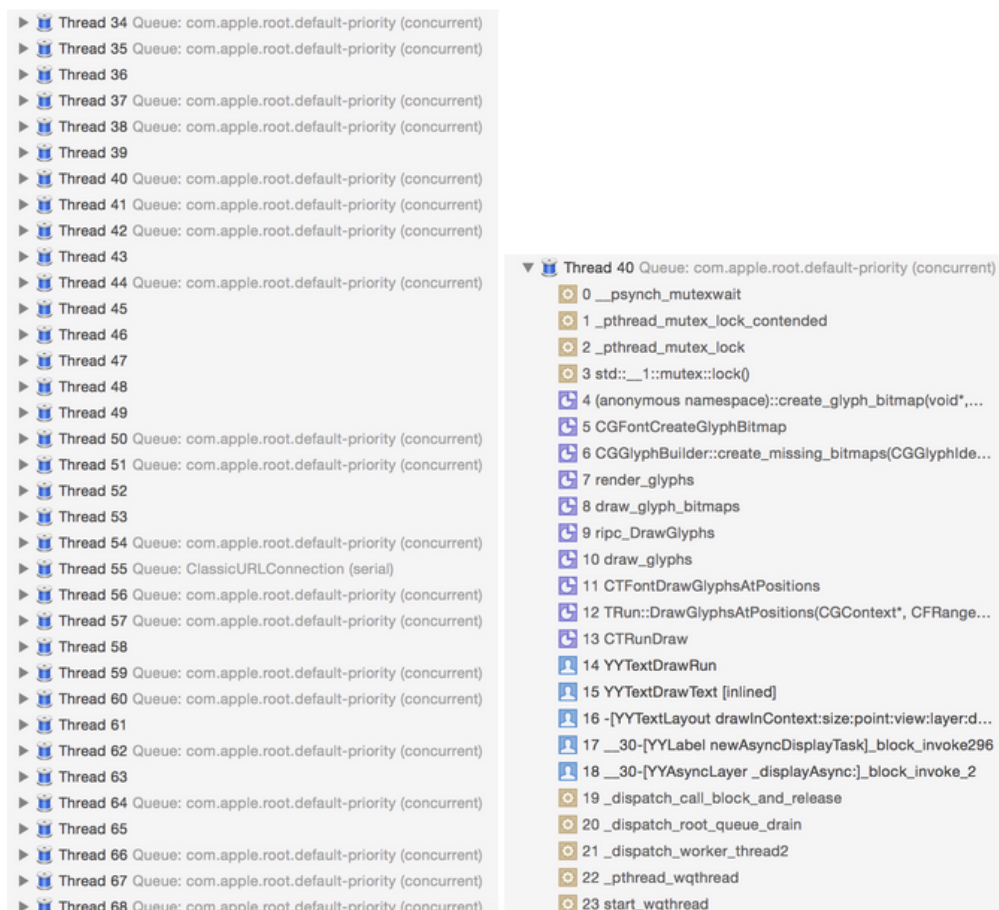 Thread 34 Queue: com.apple.root.default-priority (concurrent)
Thread 35 Queue: com.apple.root.default-priority (concurrent)
Thread 36
Thread 37 Queue: com.apple.root.default-priority (concurrent)
Thread 38 Queue: com.apple.root.default-priority (concurrent)
Thread 39
Thread 40 Queue: com.apple.root.default-priority (concurrent)
Thread 41 Queue: com.apple.root.default-priority (concurrent)
Thread 42 Queue: com.apple.root.default-priority (concurrent)
Thread 43
Thread 44 Queue: com.apple.root.default-priority (concurrent)
Thread 45
Thread 46
Thread 47
Thread 48
Thread 49
Thread 50 Queue: com.apple.root.default-priority (concurrent)
Thread 51 Queue: com.apple.root.default-priority (concurrent)
Thread 52
Thread 53
Thread 54 Queue: com.apple.root.default-priority (concurrent)
Thread 55 Queue: ClassicURLConnection (serial)
Thread 56 Queue: com.apple.root.default-priority (concurrent)
Thread 57 Queue: com.apple.root.default-priority (concurrent)
Thread 58
Thread 59 Queue: com.apple.root.default-priority (concurrent)
Thread 60 Queue: com.apple.root.default-priority (concurrent)
Thread 61
Thread 62 Queue: com.apple.root.default-priority (concurrent)
Thread 63
Thread 64 Queue: com.apple.root.default-priority (concurrent)
Thread 65
Thread 66 Queue: com.apple.root.default-priority (concurrent)
Thread 67 Queue: com.apple.root.default-priority (concurrent)
Thread 68 Queue: com.apple.root.default-priority (concurrent)
Thread 40 Queue: com.apple.root.default-priority (concurrent)
0 __psynch_mutexwait
1 _pthread_mutex_lock_contended
2 _pthread_mutex_lock
3 std::__1::mutex::lock()
4 (anonymous namespace)::create_glyph_bitmap(void*,...
5 CGFontCreateGlyphBitmap
6 CGGlyphBuilder::create_missing_bitmaps(CGGlyphIde...
7 render_glyphs
8 draw_glyph_bitmaps
9 ripc_DrawGlyphs
10 draw_glyphs
11 CTFontDrawGlyphsAtPositions
12 TRun::DrawGlyphsAtPositions(CGContext*, CFRange...
13 CTRunDraw
14 YYTextDrawRun
15 YYTextDrawText [inlined]
16 -[YYTextLayout drawInContext:size:point:view:layer:d...
17 __30-[YYLabel newAsyncDisplayTask]_block_invoke296
18 __30-[YYAsyncLayer _displayAsync:]_block_invoke_2
19 _dispatch_call_block_and_release
20 _dispatch_root_queue_drain
21 _dispatch_worker_thread2
22 _pthread_wqthread
23 start_wqthread